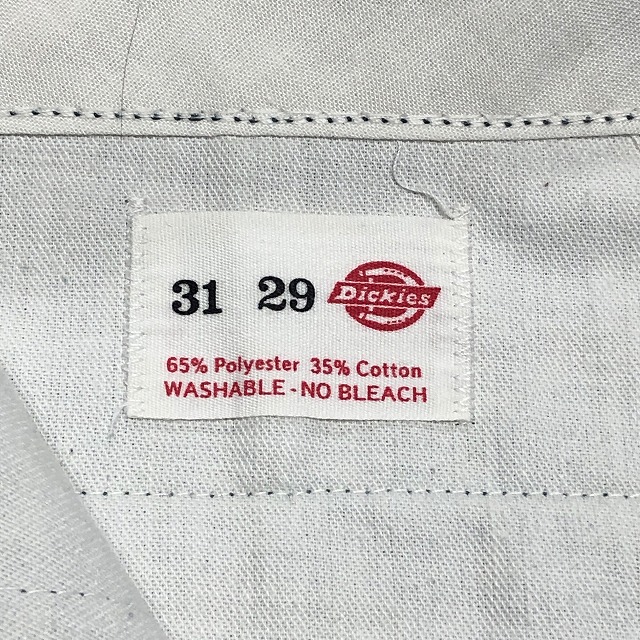 31 29 Dickies
65% Polyester 35% Cotton
WASHABLE - NO BLEACH